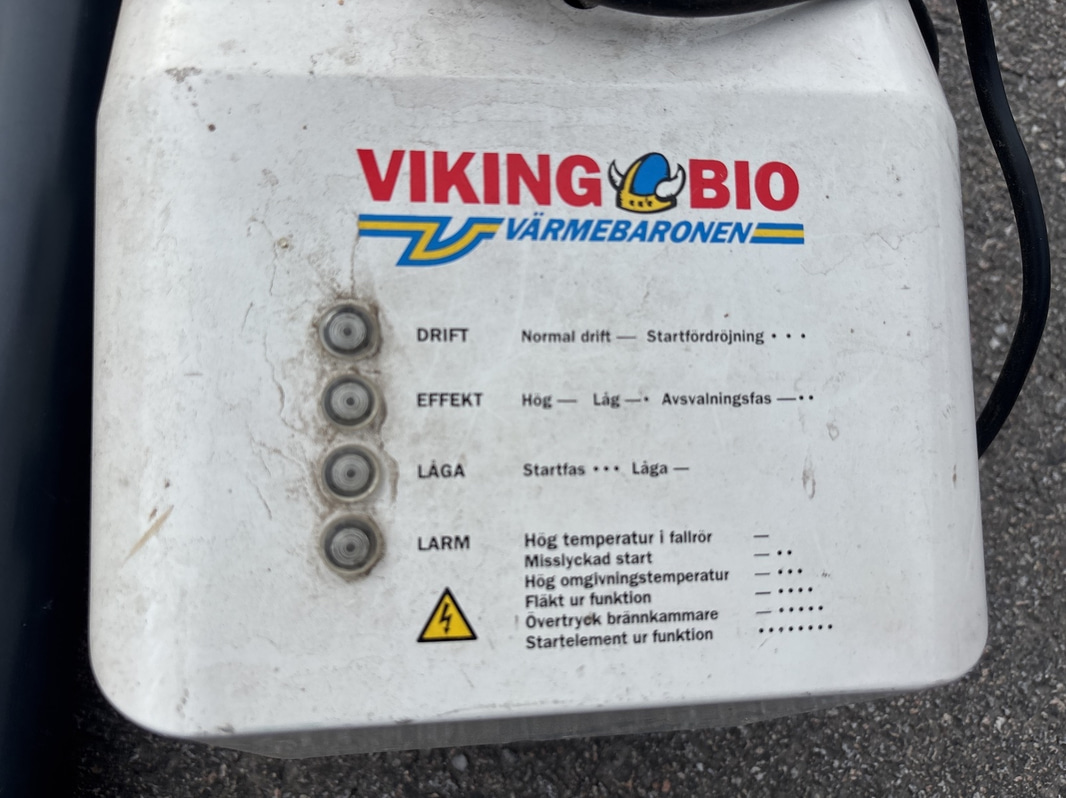 VIKING BIO
VÄRMEBARONEN
DRIFT Normal drift — Startfördröjning • • •
EFFEKT Hög — Låg —• Avsvalningsfas —••
LÅGA Startfas ••• Låga —
LARM Hög temperatur i fallrör —
Misslyckad start —••
Hög omgivningstemperatur —•••
Fläkt ur funktion —••••
Övertryck brännkammare —•••••
Startelement ur funktion ••••••••